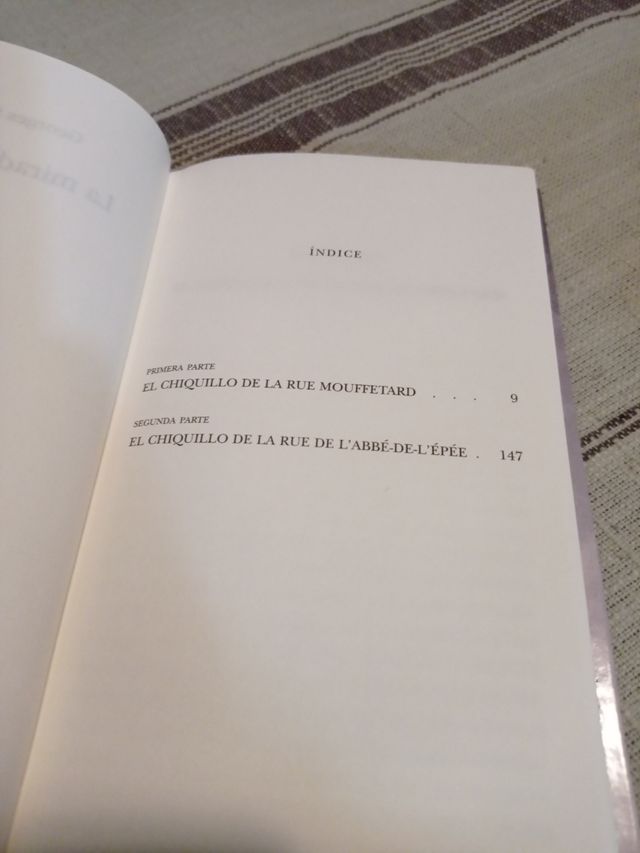 ÍNDICE
PRIMERA PARTE
EL CHIQUILLO DE LA RUE MOUFFETARD . . . 9
SEGUNDA PARTE
EL CHIQUILLO DE LA RUE DE L'ABBÉ-DE-L'ÉPÉE . 147